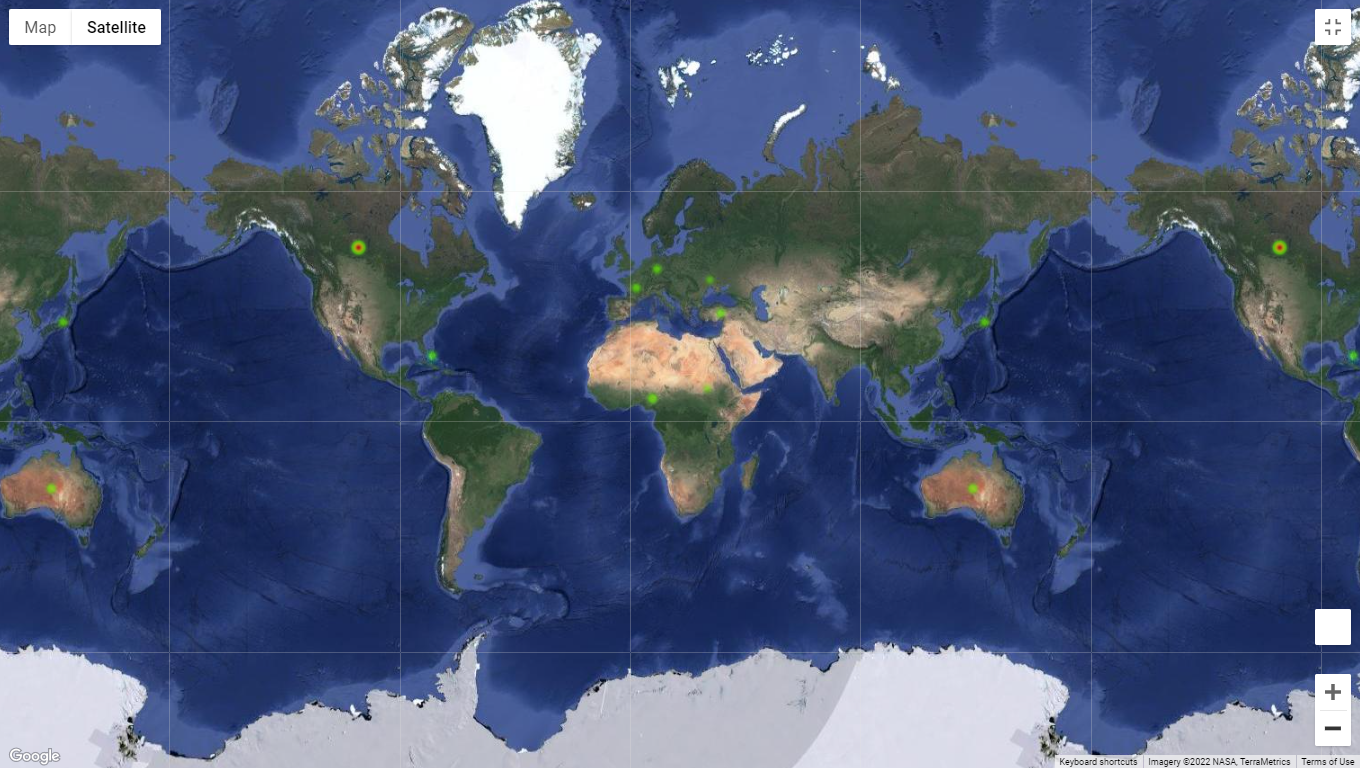 Map Satellite
Google
Keyboard shortcuts Imagery ©2022 NASA, TerraMetrics Terms of Use